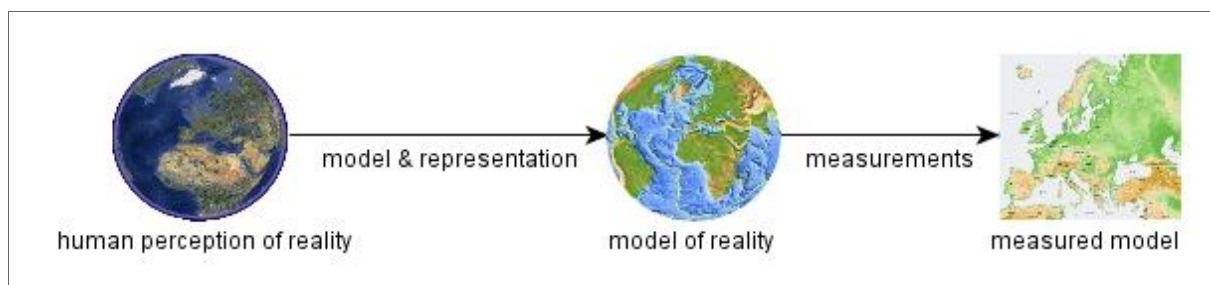 model & representation
measurements
human perception of reality
model of reality
measured model